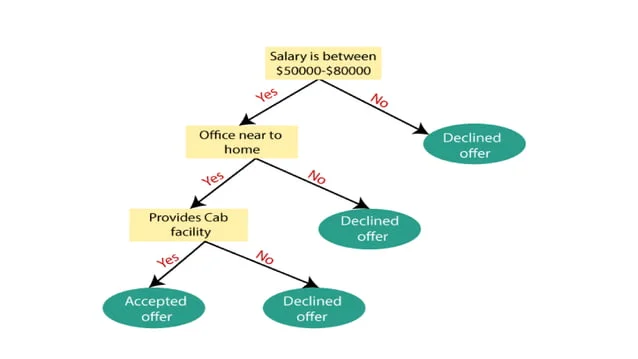 Salary is between
$50000-$80000
Yes
No
Office near to
home
Declined
offer
Yes
No
Provides Cab
facility
Declined
offer
Yes
No
Accepted
offer
Declined
offer